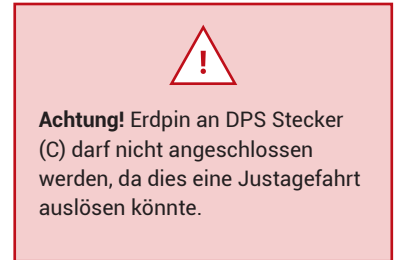 !
Achtung! Erdpin an DPS Stecker
(C) darf nicht angeschlossen
werden, da dies eine Justagefahrt
auslösen könnte.